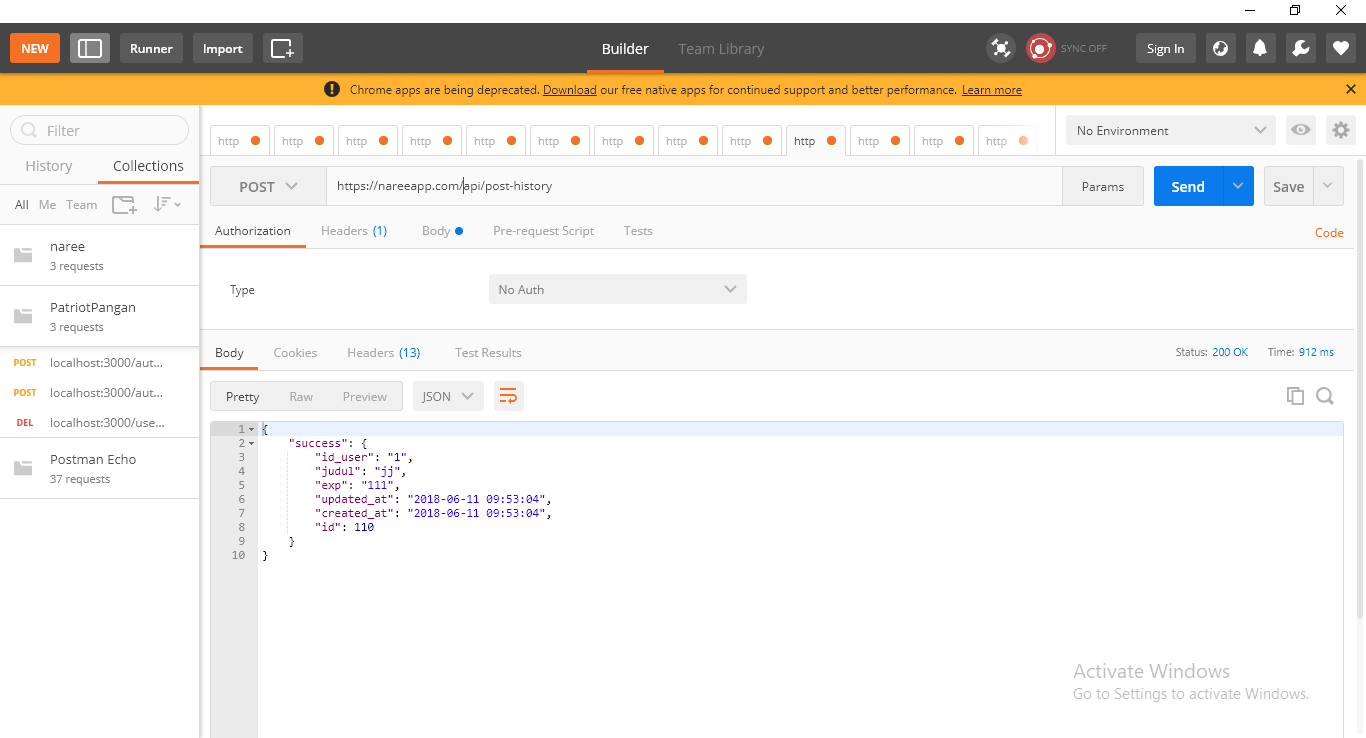 NEW Runner Import Builder Team Library SYNC OFF Sign In
Chrome apps are being deprecated. Download our free native apps for continued support and better performance. Learn more
Filter
History Collections
All Me Team
naree
3 requests
PatriotPangan
3 requests
POST localhost:3000/aut...
POST localhost:3000/aut...
DEL localhost:3000/use...
Postman Echo
37 requests
http http http http http http http http http http http http http
No Environment
POST https://nareeapp.com/api/post-history Params Send Save
Authorization Headers (1) Body Pre-request Script Tests Code
Type No Auth
Body Cookies Headers (13) Test Results Status: 200 OK Time: 912 ms
Pretty Raw Preview JSON
1 {
2 "success": {
3 "id_user": "1",
4 "judul": "jj",
5 "exp": "111",
6 "updated_at": "2018-06-11 09:53:04",
7 "created_at": "2018-06-11 09:53:04",
8 "id": 110
9 }
10 }
Activate Windows
Go to Settings to activate Windows.